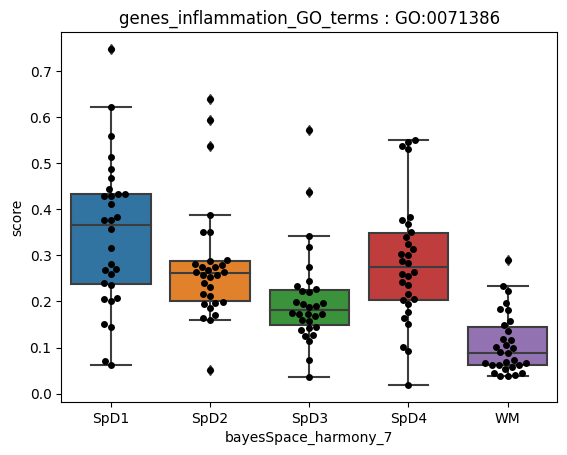 genes_inflammation_GO_terms : GO:0071386
score
0.7
0.6
0.5
0.4
0.3
0.2
0.1
0.0
SpD1 SpD2 SpD3 SpD4 WM
bayesSpace_harmony_7